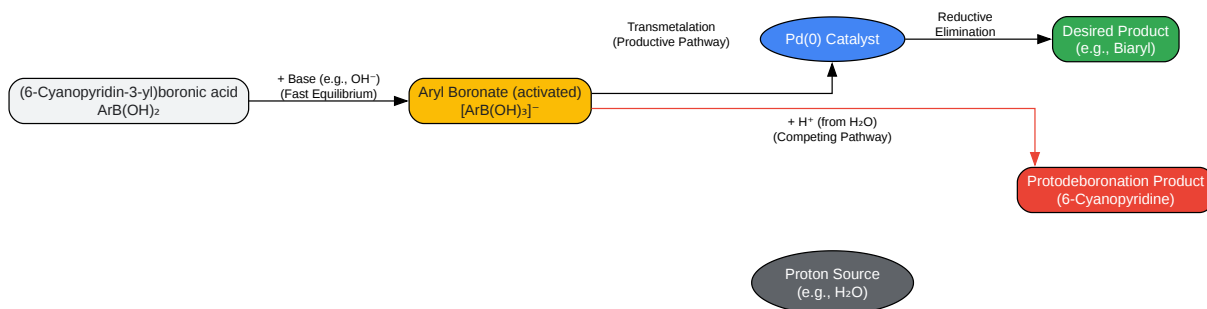 Transmetalation
(Productive Pathway)
Pd(0) Catalyst
Reductive
Elimination
Desired Product
(e.g., Biaryl)
(6-Cyanopyridin-3-yl)boronic acid
ArB(OH)₂
+ Base (e.g., OH⁻)
(Fast Equilibrium)
Aryl Boronate (activated)
[ArB(OH)₃]⁻
+ H⁺ (from H₂O)
(Competing Pathway)
Protodeboronation Product
(6-Cyanopyridine)
Proton Source
(e.g., H₂O)